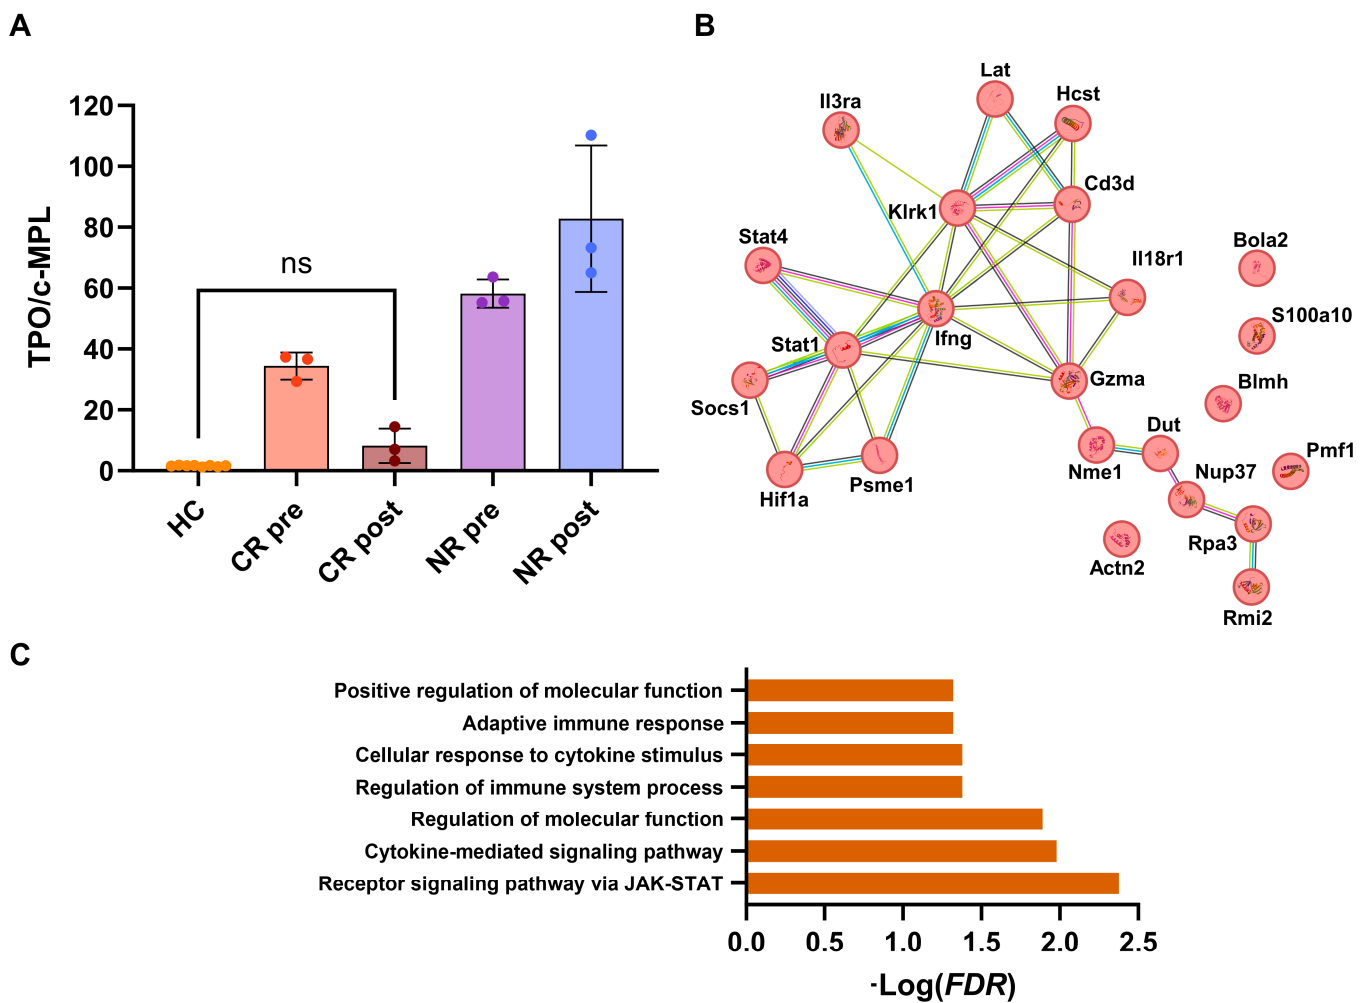 A
TPO/c-MPL
120
100
80
60
40
20
0
ns
HC
CR pre
CR post
NR pre
NR post
B
Lat
Il3ra
Hcst
Cd3d
Klrk1
Stat4
Il18r1
Bola2
S100a10
Ifng
Stat1
Gzma
Blmh
Socs1
Dut
Pmf1
Nme1
Nup37
Hif1a
Psme1
Rpa3
Actn2
Rmi2
C
Positive regulation of molecular function
Adaptive immune response
Cellular response to cytokine stimulus
Regulation of immune system process
Regulation of molecular function
Cytokine-mediated signaling pathway
Receptor signaling pathway via JAK-STAT
0.0 0.5 1.0 1.5 2.0 2.5
-Log(FDR)